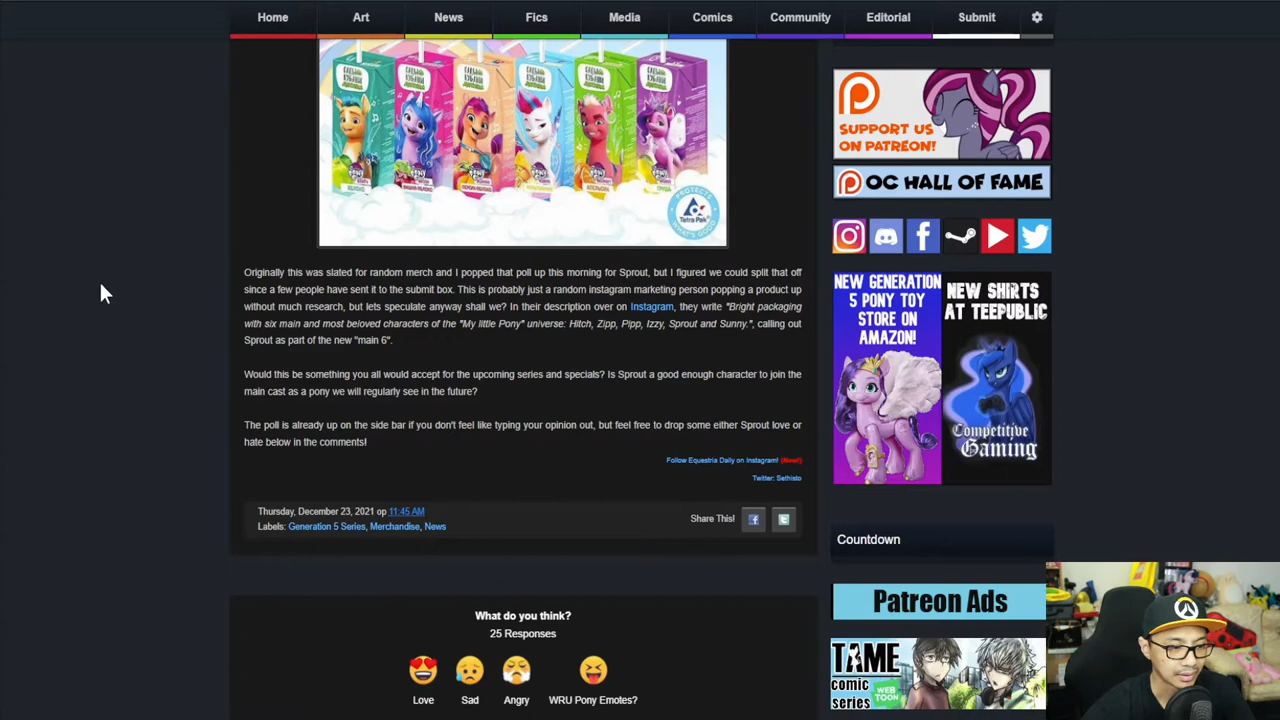 Home Art News Fics Media Comics Community Editorial Submit
SUPPORT US
ON PATREON!
OC HALL OF FAME
PROTECTS
WHAT'S GOOD
Tetra Pak
Originally this was slated for random merch and I popped that poll up this morning for Sprout, but I figured we could split that off
since a few people have sent it to the submit box. This is probably just a random instagram marketing person popping a product up
without much research, but lets speculate anyway shall we? In their description over on Instagram, they write "Bright packaging
with six main and most beloved characters of the "My little Pony" universe: Hitch, Zipp, Pipp, Izzy, Sprout and Sunny.", calling out
Sprout as part of the new "main 6".
Would this be something you all would accept for the upcoming series and specials? Is Sprout a good enough character to join the
main cast as a pony we will regularly see in the future?
The poll is already up on the side bar if you don't feel like typing your opinion out, but feel free to drop some either Sprout love or
hate below in the comments!
Follow Equestria Daily on Instagram! (New!)
Twitter: Sethisto
NEW GENERATION
5 PONY TOY
STORE ON
AMAZON!
NEW SHIRTS
AT TEEPUBLIC
Competitive
Gaming
Thursday, December 23, 2021 op 11:45 AM
Labels: Generation 5 Series, Merchandise, News
Share This!
Countdown
Patreon Ads
What do you think?
25 Responses
Love Sad Angry WRU Pony Emotes?
TAME
comic
series
WEB
TOON